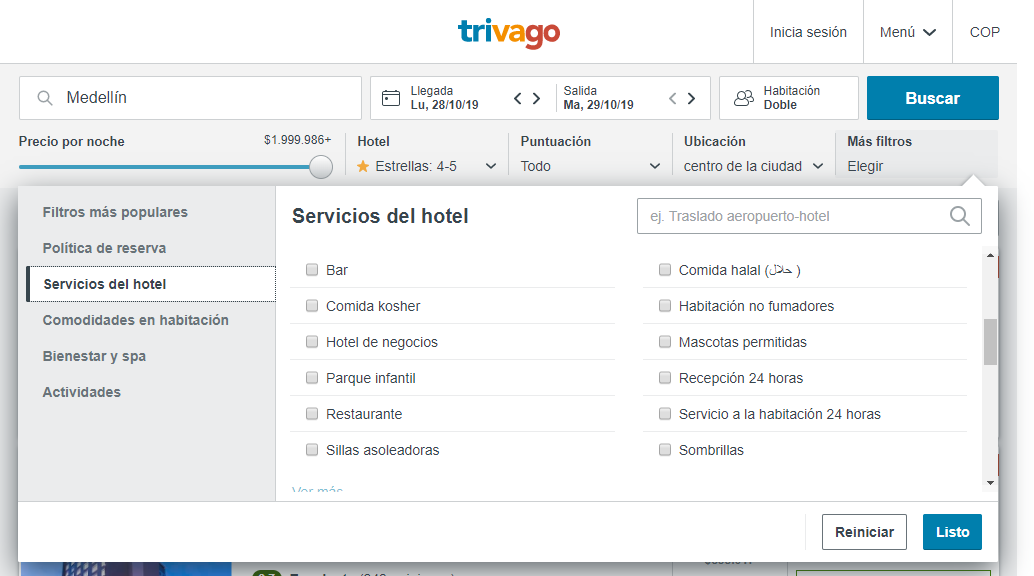 trivago
Inicia sesión
Menú
COP
Medellín
Llegada
Lu, 28/10/19
Salida
Ma, 29/10/19
Habitación
Doble
Buscar
Precio por noche
$1.999.986+
Hotel
Estrellas: 4-5
Puntuación
Todo
Ubicación
centro de la ciudad
Más filtros
Elegir
Filtros más populares
Política de reserva
Servicios del hotel
Comodidades en habitación
Bienestar y spa
Actividades
Servicios del hotel
ej. Traslado aeropuerto-hotel
Bar
Comida halal (حلال )
Comida kosher
Habitación no fumadores
Hotel de negocios
Mascotas permitidas
Parque infantil
Recepción 24 horas
Restaurante
Servicio a la habitación 24 horas
Sillas asoleadoras
Sombrillas
Ver más
Reiniciar
Listo